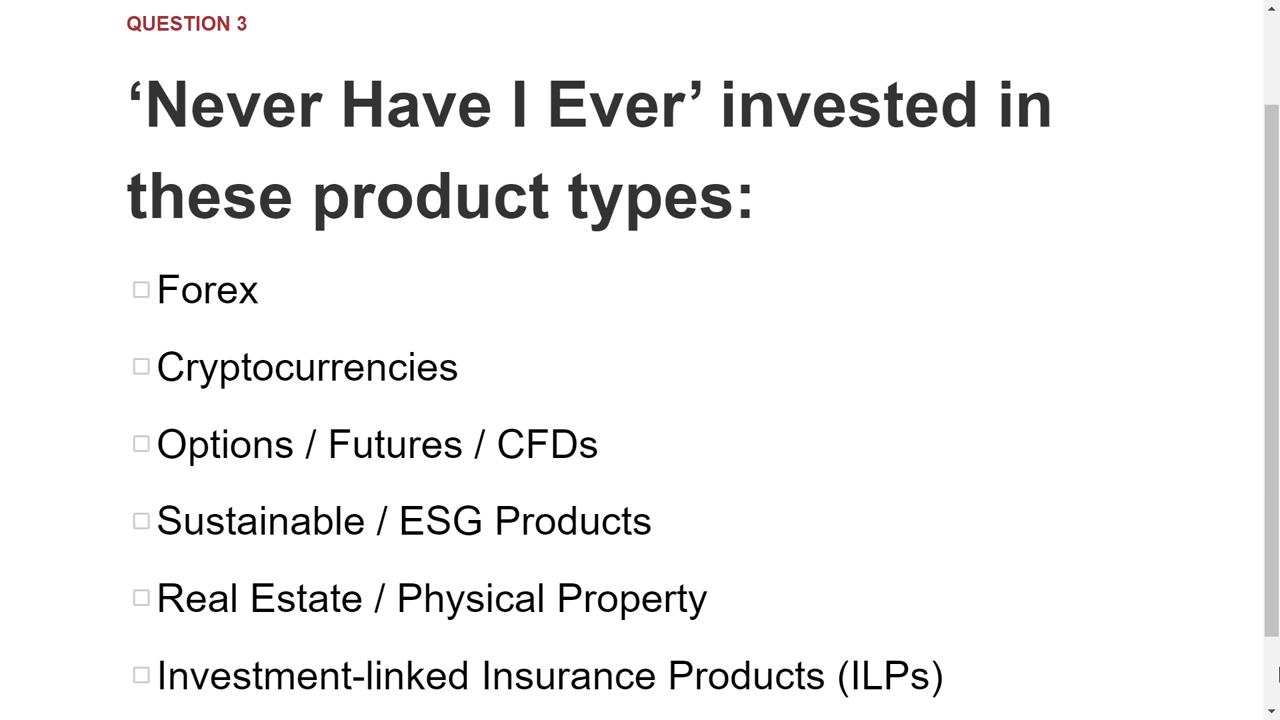 QUESTION 3
‘Never Have I Ever’ invested in
these product types:
Forex
Cryptocurrencies
Options / Futures / CFDs
Sustainable / ESG Products
Real Estate / Physical Property
Investment-linked Insurance Products (ILPs)